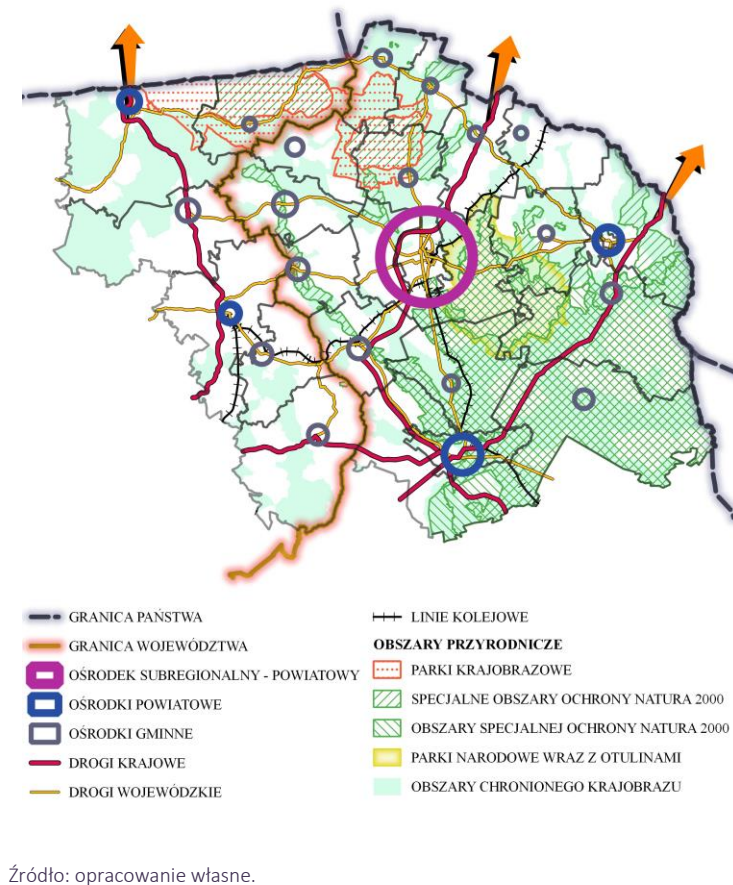 GRANICA PAŃSTWA
GRANICA WOJEWÓDZTWA
OŚRODEK SUBREGIONALNY - POWIATOWY
OŚRODKI POWIATOWE
OŚRODKI GMINNE
DROGI KRAJOWE
DROGI WOJEWÓDZKIE
LINIE KOLEJOWE
OBSZARY PRZYRODNICZE
PARKI KRAJOBRAZOWE
SPECJALNE OBSZARY OCHRONY NATURA 2000
OBSZARY SPECJALNEJ OCHRONY NATURA 2000
PARKI NARODOWE WRAZ Z OTULINAMI
OBSZARY CHRONIONEGO KRAJOBRAZU
Źródło: opracowanie własne.